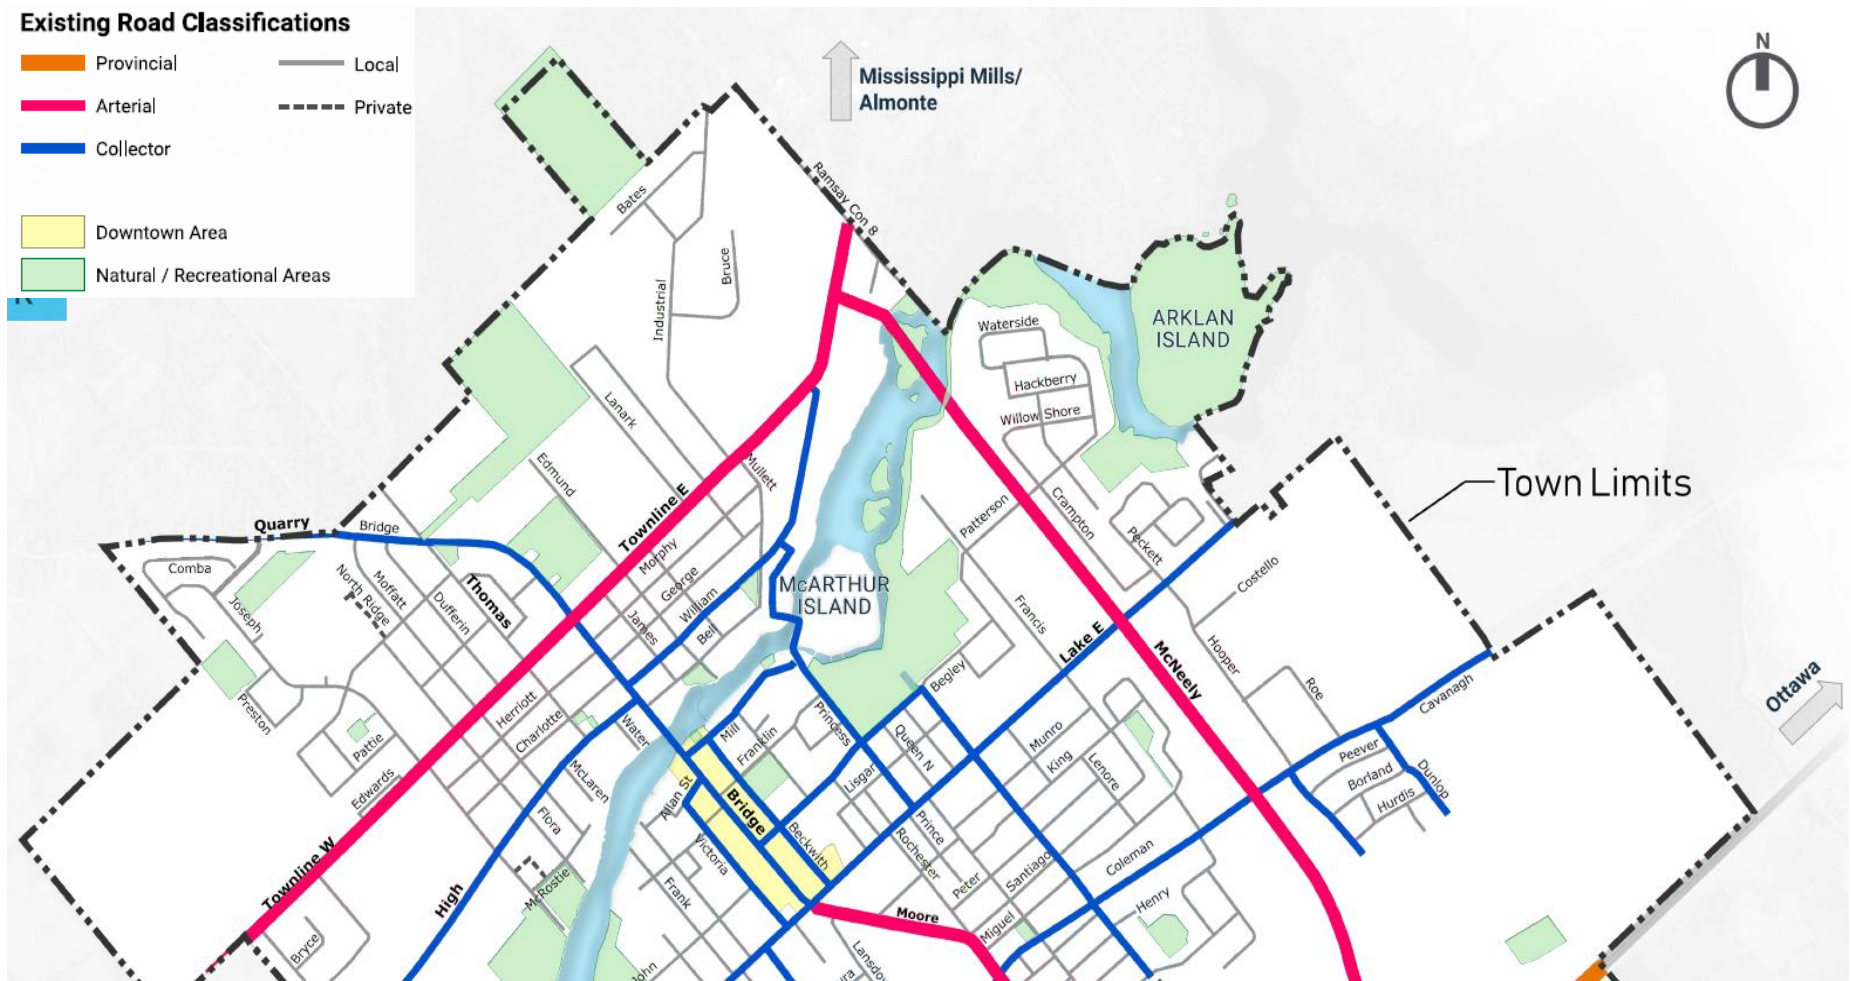 Existing Road Classifications
Provincial
Local
Arterial
Private
Collector
Downtown Area
Natural / Recreational Areas
N
Mississippi Mills/
Almonte
Ramsay Con 8
Bates
Bruce
Industrial
ARKLAN
ISLAND
Waterside
Hackberry
Willow Shore
Lanark
Mullett
Edmund
Townline E
Town Limits
Quarry
Bridge
Patterson
Crampton
Peckett
Costello
Comba
Joseph
North Ridge
Moffatt
Dufferin
Thomas
Morphy
George
William
James
Bell
McARTHUR
ISLAND
Francis
Lake E
McNeely
Hooper
Roe
Cavanagh
Ottawa
Preston
Pattie
Edwards
Herriott
Charlotte
Water
Mill
Franklin
Princess
Begley
Queen N
Lisgar
Munro
King
Lenore
Peever
Borland
Hurdis
Dunlop
McLaren
Flora
Allan St
Bridge
Beckwith
Victoria
Prince
Rochester
Peter
Santiago
Coleman
Henry
Miguel
Moore
Townline W
High
McRostie
Frank
Bryce
John